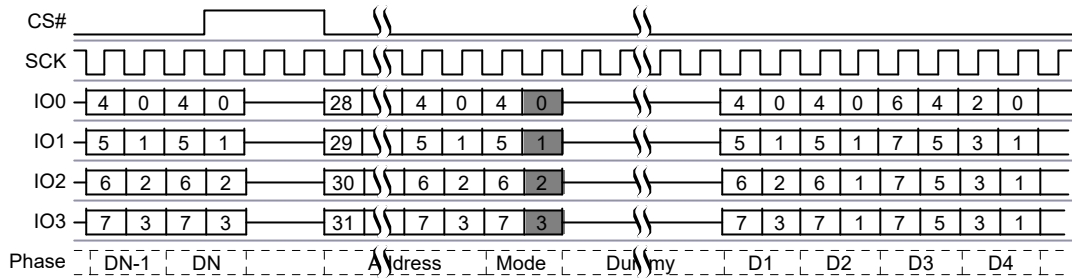 CS#
SCK
IO0 4 0 4 0 28 4 0 4 0 4 0 4 0 6 4 2 0
IO1 5 1 5 1 29 5 1 5 1 5 1 5 1 7 5 3 1
IO2 6 2 6 2 30 6 2 6 2 6 2 6 1 7 5 3 1
IO3 7 3 7 3 31 7 3 7 3 7 3 7 1 7 5 3 1
Phase DN-1 DN Address Mode Dummy D1 D2 D3 D4